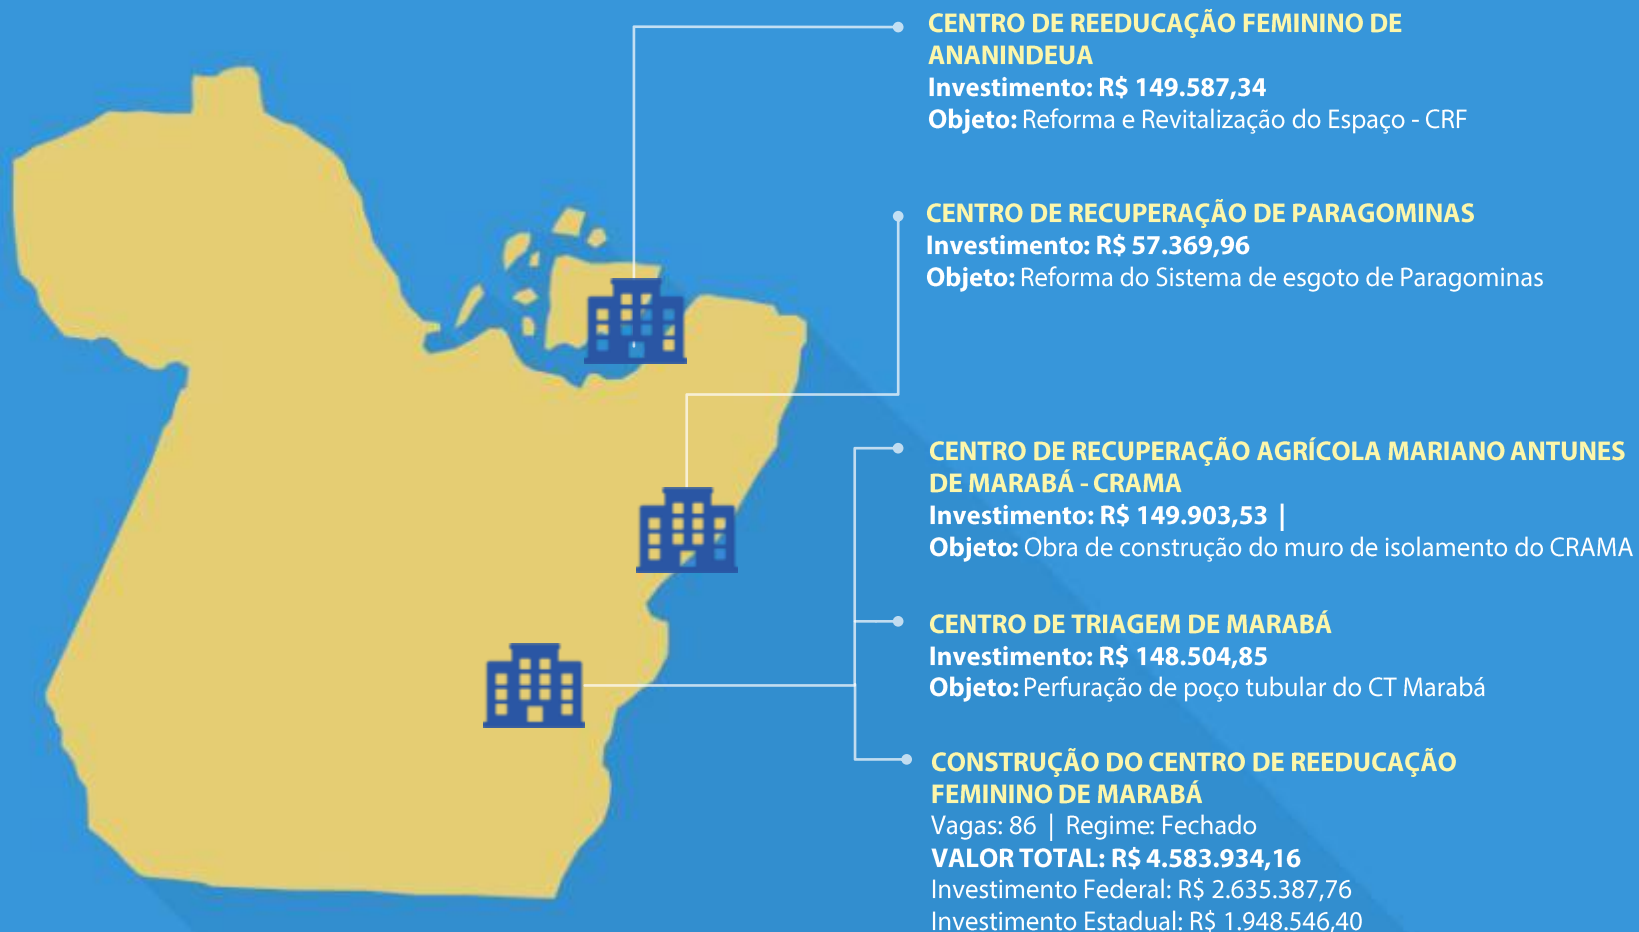 CENTRO DE REEDUCAÇÃO FEMININO DE
ANANINDEUA
Investimento: R$ 149.587,34
Objeto: Reforma e Revitalização do Espaço - CRF
CENTRO DE RECUPERAÇÃO DE PARAGOMINAS
Investimento: R$ 57.369,96
Objeto: Reforma do Sistema de esgoto de Paragominas
CENTRO DE RECUPERAÇÃO AGRÍCOLA MARIANO ANTUNES
DE MARABÁ - CRAMA
Investimento: R$ 149.903,53 |
Objeto: Obra de construção do muro de isolamento do CRAMA
CENTRO DE TRIAGEM DE MARABÁ
Investimento: R$ 148.504,85
Objeto: Perfuração de poço tubular do CT Marabá
CONSTRUÇÃO DO CENTRO DE REEDUCAÇÃO
FEMININO DE MARABÁ
Vagas: 86 | Regime: Fechado
VALOR TOTAL: R$ 4.583.934,16
Investimento Federal: R$ 2.635.387,76
Investimento Estadual: R$ 1.948.546,40